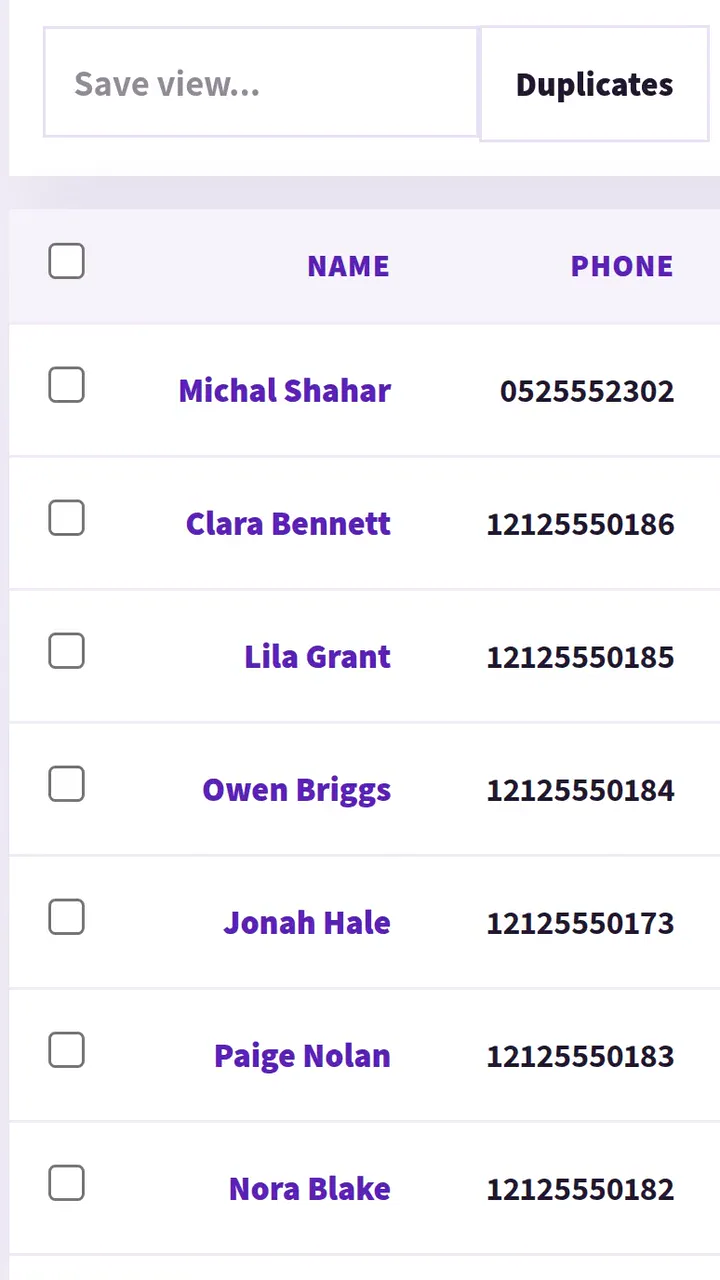 Save view... Duplicates
NAME PHONE
Michal Shahar 0525552302
Clara Bennett 12125550186
Lila Grant 12125550185
Owen Briggs 12125550184
Jonah Hale 12125550173
Paige Nolan 12125550183
Nora Blake 12125550182